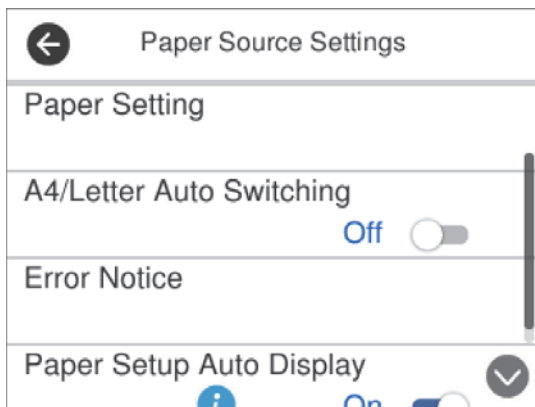 Paper Source Settings
Paper Setting
A4/Letter Auto Switching
Off
Error Notice
Paper Setup Auto Display
i On